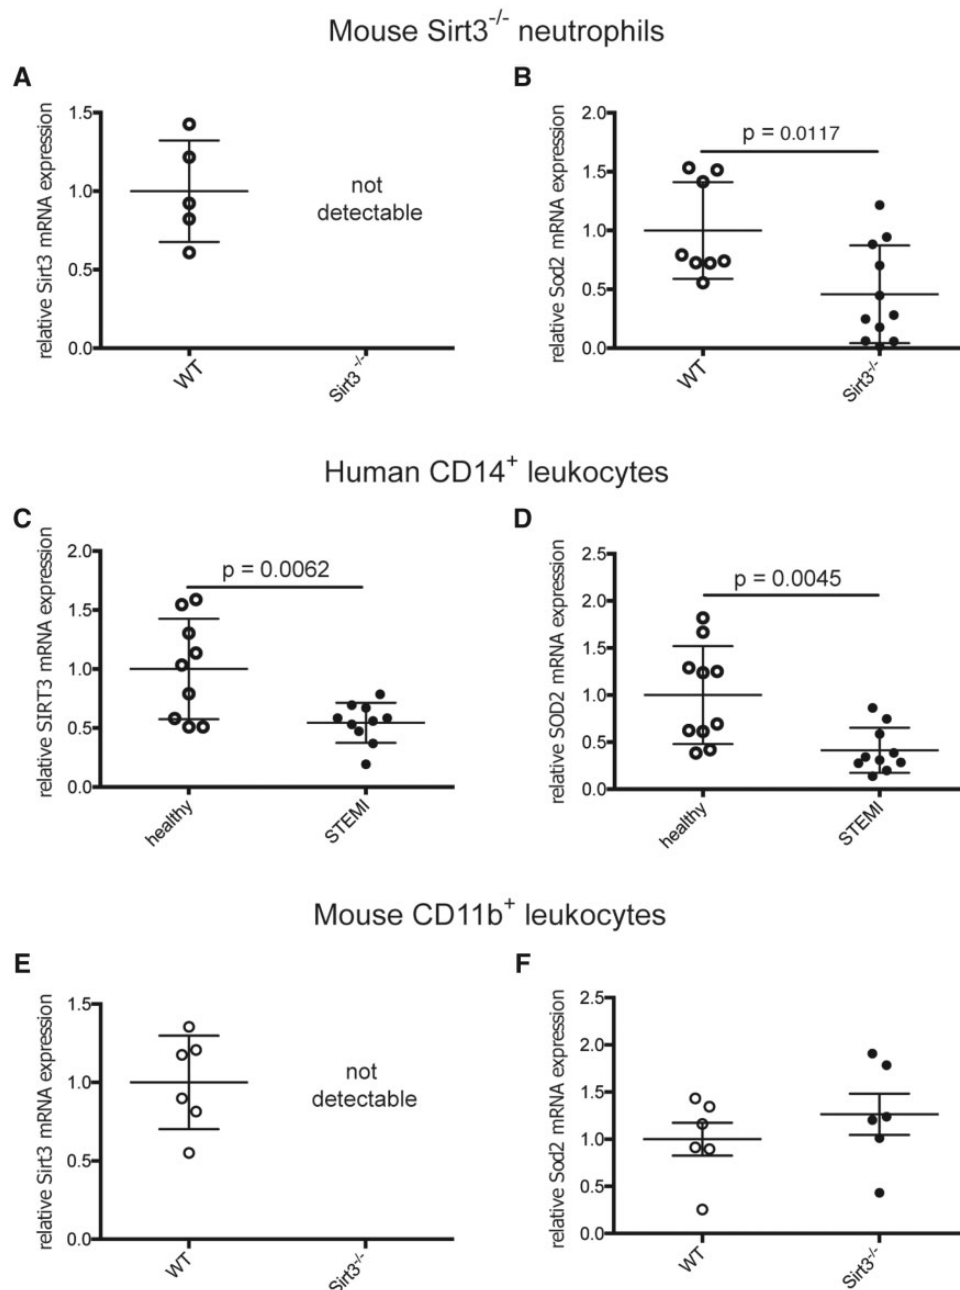 Mouse Sirt3-/- neutrophils
A
relative Sirt3 mRNA expression
1.5
1.0
0.5
0.0
not
detectable
WT
Sirt3-/-
B
relative Sod2 mRNA expression
2.0
1.5
1.0
0.5
0.0
p = 0.0117
WT
Sirt3-/-
Human CD14+ leukocytes
C
relative SIRT3 mRNA expression
2.0
1.5
1.0
0.5
0.0
p = 0.0062
healthy
STEMI
D
relative SOD2 mRNA expression
2.5
2.0
1.5
1.0
0.5
0.0
p = 0.0045
healthy
STEMI
Mouse CD11b+ leukocytes
E
relative Sirt3 mRNA expression
1.5
1.0
0.5
0.0
not
detectable
WT
Sirt3-/-
F
relative Sod2 mRNA expression
2.5
2.0
1.5
1.0
0.5
0.0
WT
Sirt3-/-